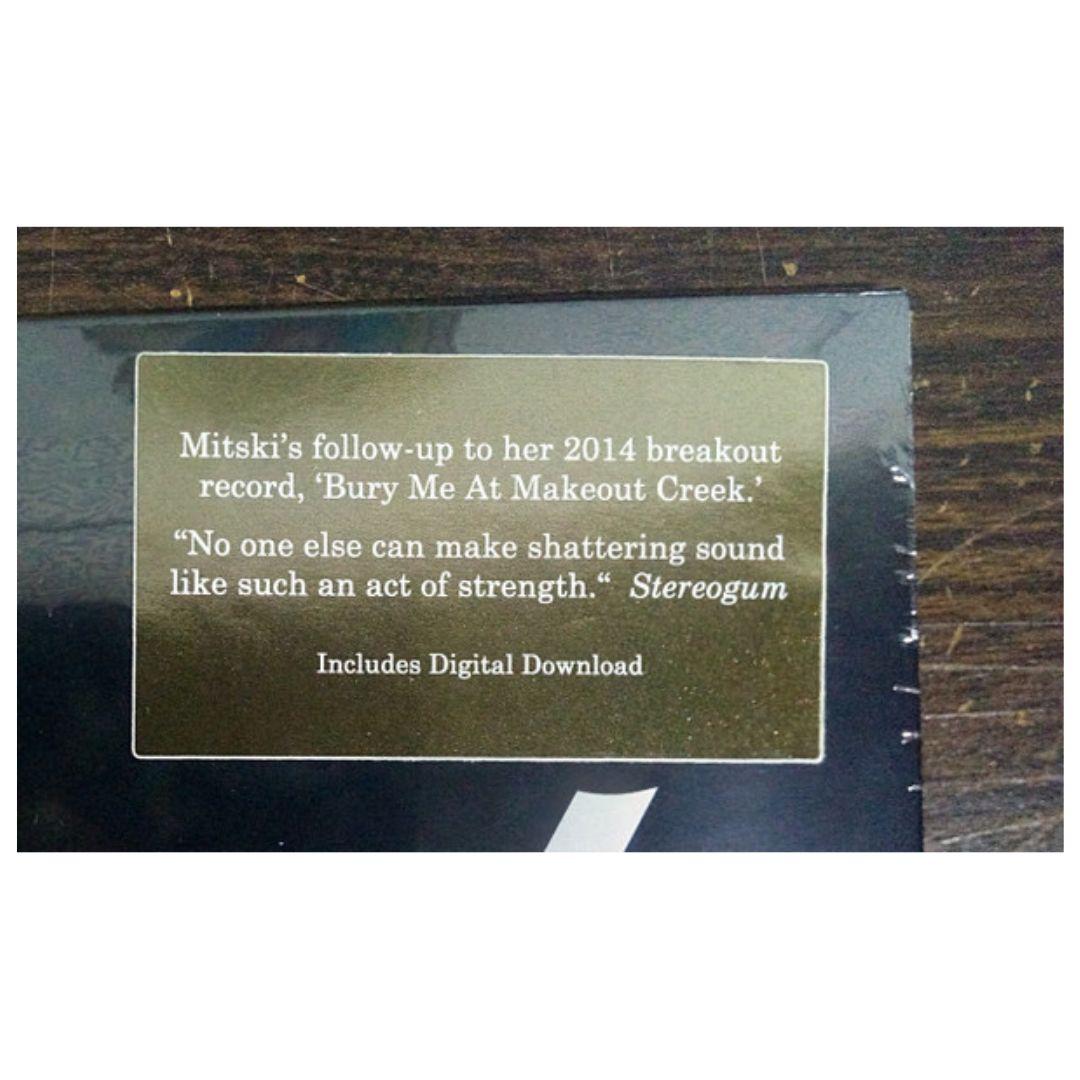 Mitski’s follow-up to her 2014 breakout
record, ‘Bury Me At Makeout Creek.’
“No one else can make shattering sound
like such an act of strength.“ Stereogum
Includes Digital Download